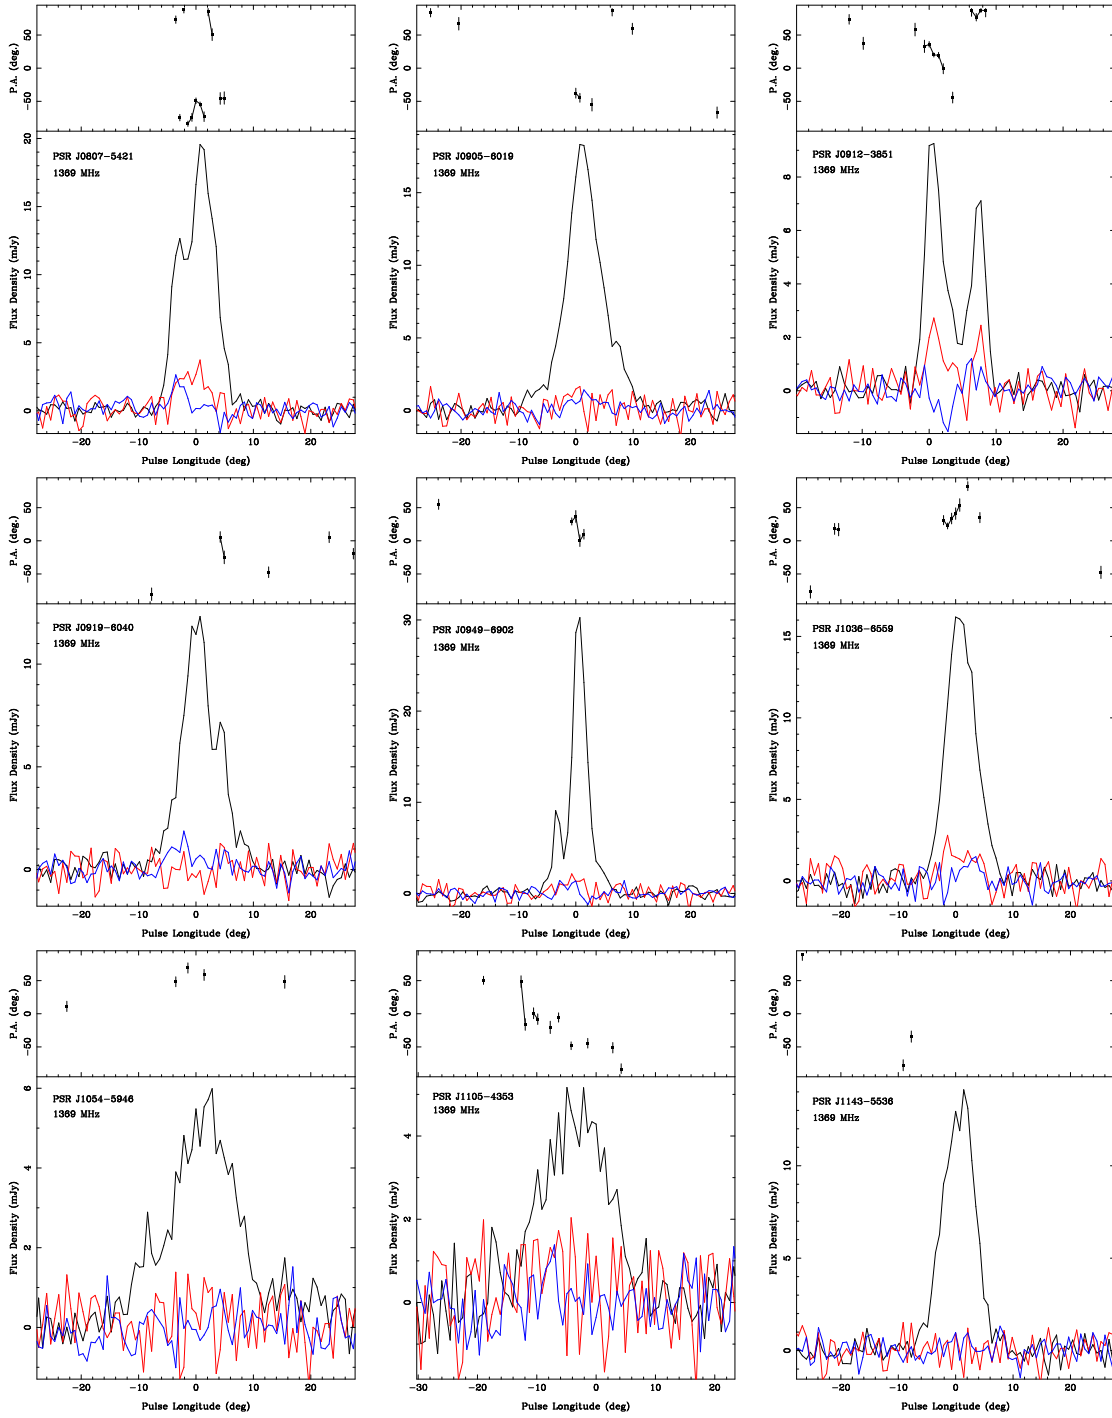 P.A. (deg.)
−50 0 50
P.A. (deg.)
−50 0 50
P.A. (deg.)
−50 0 50
PSR J0807−5421
1369 MHz
Flux Density (mJy)
0 5 10 15 20
−20 −10 0 10 20
Pulse Longitude (deg)
PSR J0905−6019
1369 MHz
Flux Density (mJy)
0 5 10 15
−20 −10 0 10 20
Pulse Longitude (deg)
PSR J0912−3851
1369 MHz
Flux Density (mJy)
0 2 4 6 8
−10 0 10 20
Pulse Longitude (deg)
P.A. (deg.)
−50 0 50
P.A. (deg.)
−50 0 50
P.A. (deg.)
−50 0 50
PSR J0919−6040
1369 MHz
Flux Density (mJy)
0 5 10
−20 −10 0 10 20
Pulse Longitude (deg)
PSR J0949−6902
1369 MHz
Flux Density (mJy)
0 10 20 30
−20 −10 0 10 20
Pulse Longitude (deg)
PSR J1036−6559
1369 MHz
Flux Density (mJy)
0 5 10 15
−20 −10 0 10 20
Pulse Longitude (deg)
P.A. (deg.)
−50 0 50
P.A. (deg.)
−50 0 50
P.A. (deg.)
−50 0 50
PSR J1054−5946
1369 MHz
Flux Density (mJy)
0 2 4 6
−20 −10 0 10 20
Pulse Longitude (deg)
PSR J1105−4353
1369 MHz
Flux Density (mJy)
0 2 4
−30 −20 −10 0 10 20
Pulse Longitude (deg)
PSR J1143−5536
1369 MHz
Flux Density (mJy)
0 5 10
−20 −10 0 10 20
Pulse Longitude (deg)